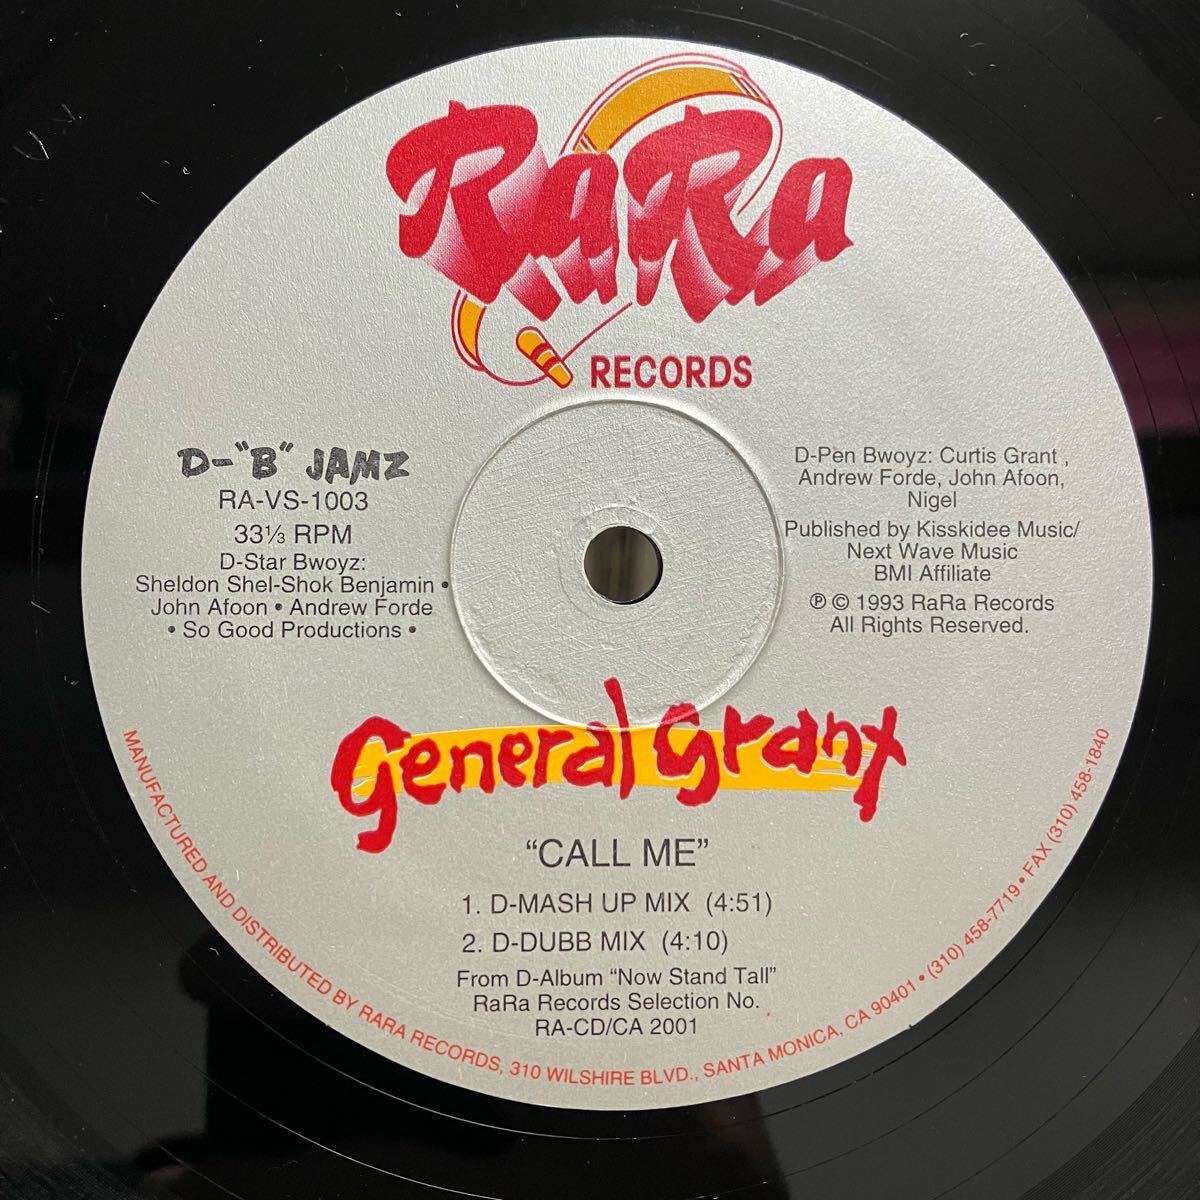 RaRa
RECORDS
D-"B" JAMZ
RA-VS-1003
33⅓ RPM
D-Star Bwoyz:
Sheldon Shel-Shok Benjamin •
John Afoon • Andrew Forde
• So Good Productions •
D-Pen Bwoyz: Curtis Grant ,
Andrew Forde, John Afoon,
Nigel
Published by Kisskidee Music/
Next Wave Music
BMI Affiliate
℗ © 1993 RaRa Records
All Rights Reserved.
General Grant
“CALL ME”
1. D-MASH UP MIX (4:51)
2. D-DUBB MIX (4:10)
From D-Album “Now Stand Tall”
RaRa Records Selection No.
RA-CD/CA 2001
MANUFACTURED AND DISTRIBUTED BY RARA RECORDS, 310 WILSHIRE BLVD., SANTA MONICA, CA 90401 • (310) 458-7719 • FAX (310) 458-1840